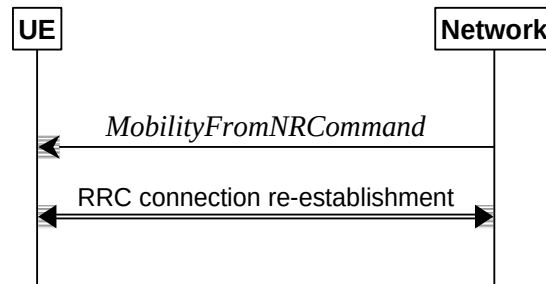 UE
Network
MobilityFromNRCommand
RRC connection re-establishment